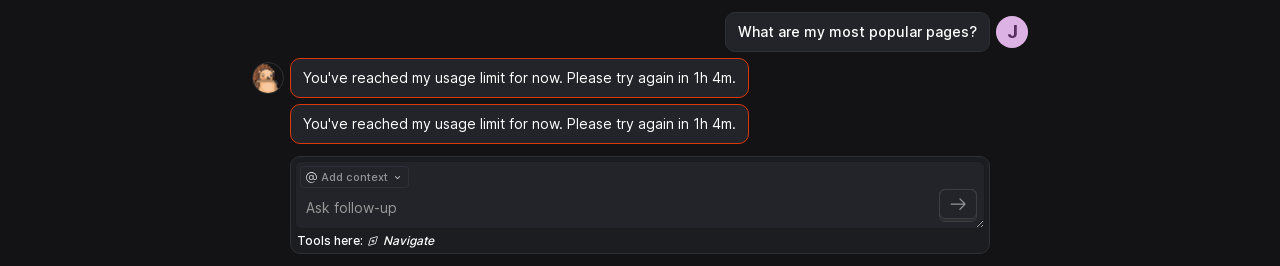 What are my most popular pages?
J
You've reached my usage limit for now. Please try again in 1h 4m.
You've reached my usage limit for now. Please try again in 1h 4m.
@ Add context
Ask follow-up
Tools here: Navigate